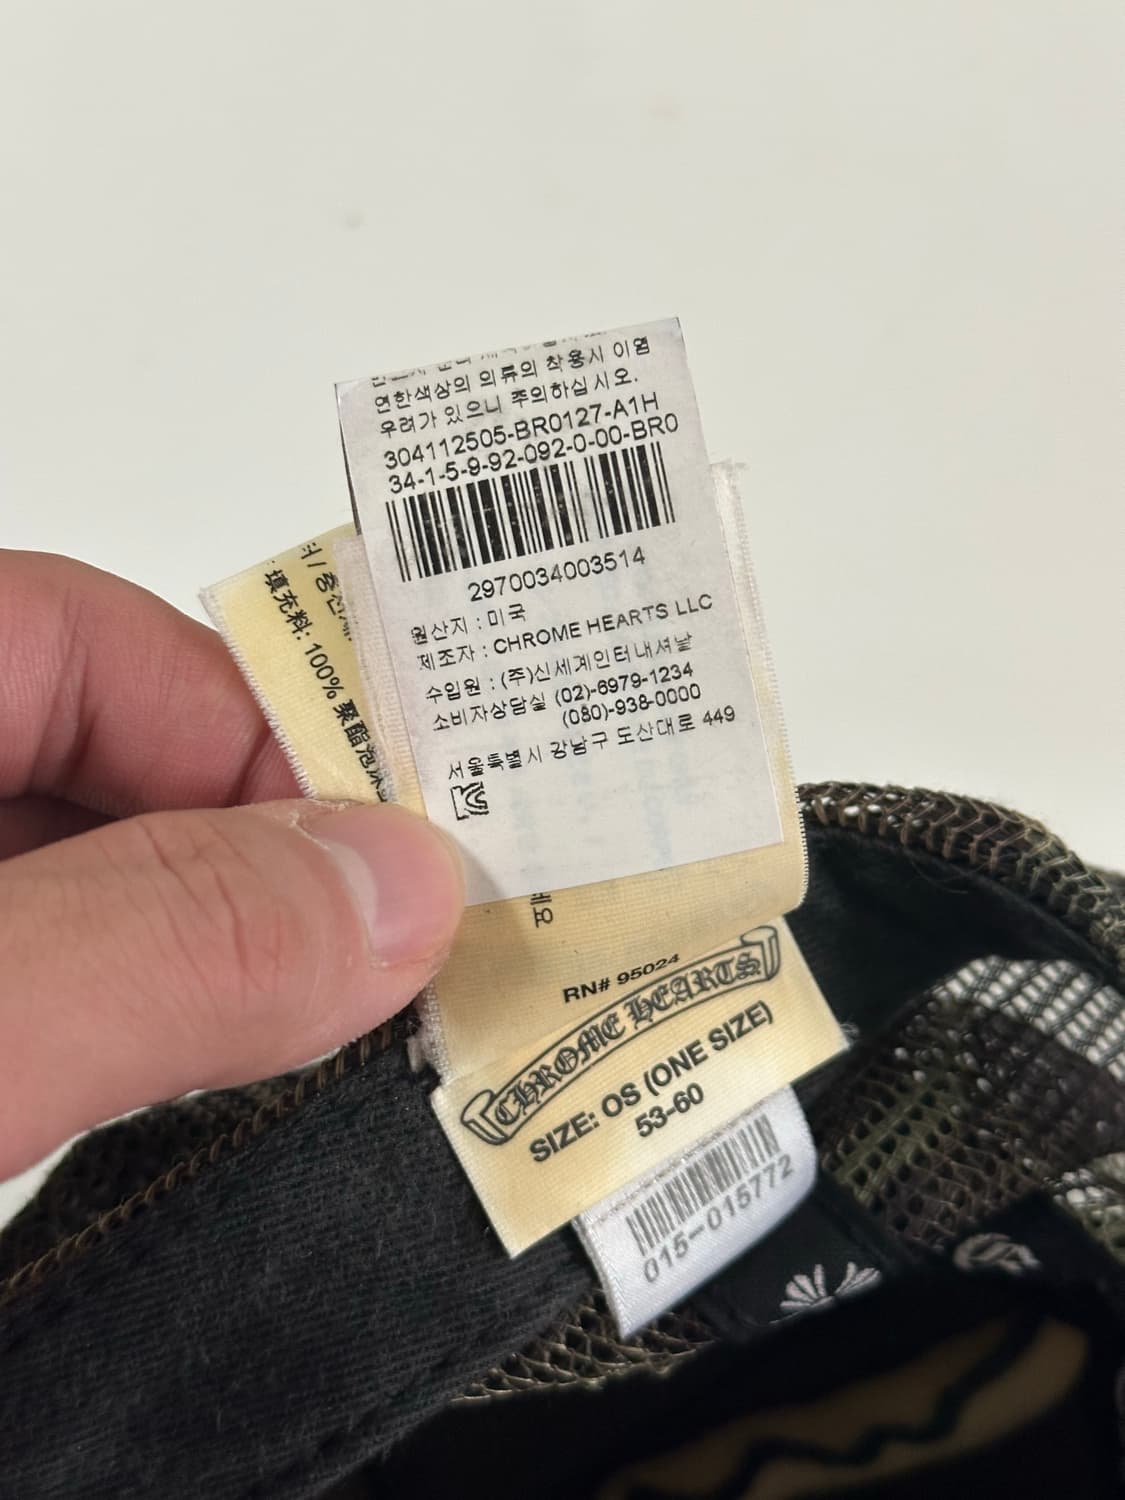 연한색상의 의류의 착용시 이염
우려가 있으니 주의하십시오.
304112505-BR0127-A1H
34-1-5-9-92-092-0-00-BR0
2970034003514
원산지 : 미국
제조자 : CHROME HEARTS LLC
수입원 : (주)신세계인터내셔날
소비자상담실 (02)-6979-1234
(080)-938-0000
서울특별시 강남구 도산대로 449
填充料: 100% 聚酯泡沫
RN# 95024
CHROME HEARTS
SIZE: OS (ONE SIZE)
53-60
015-015772